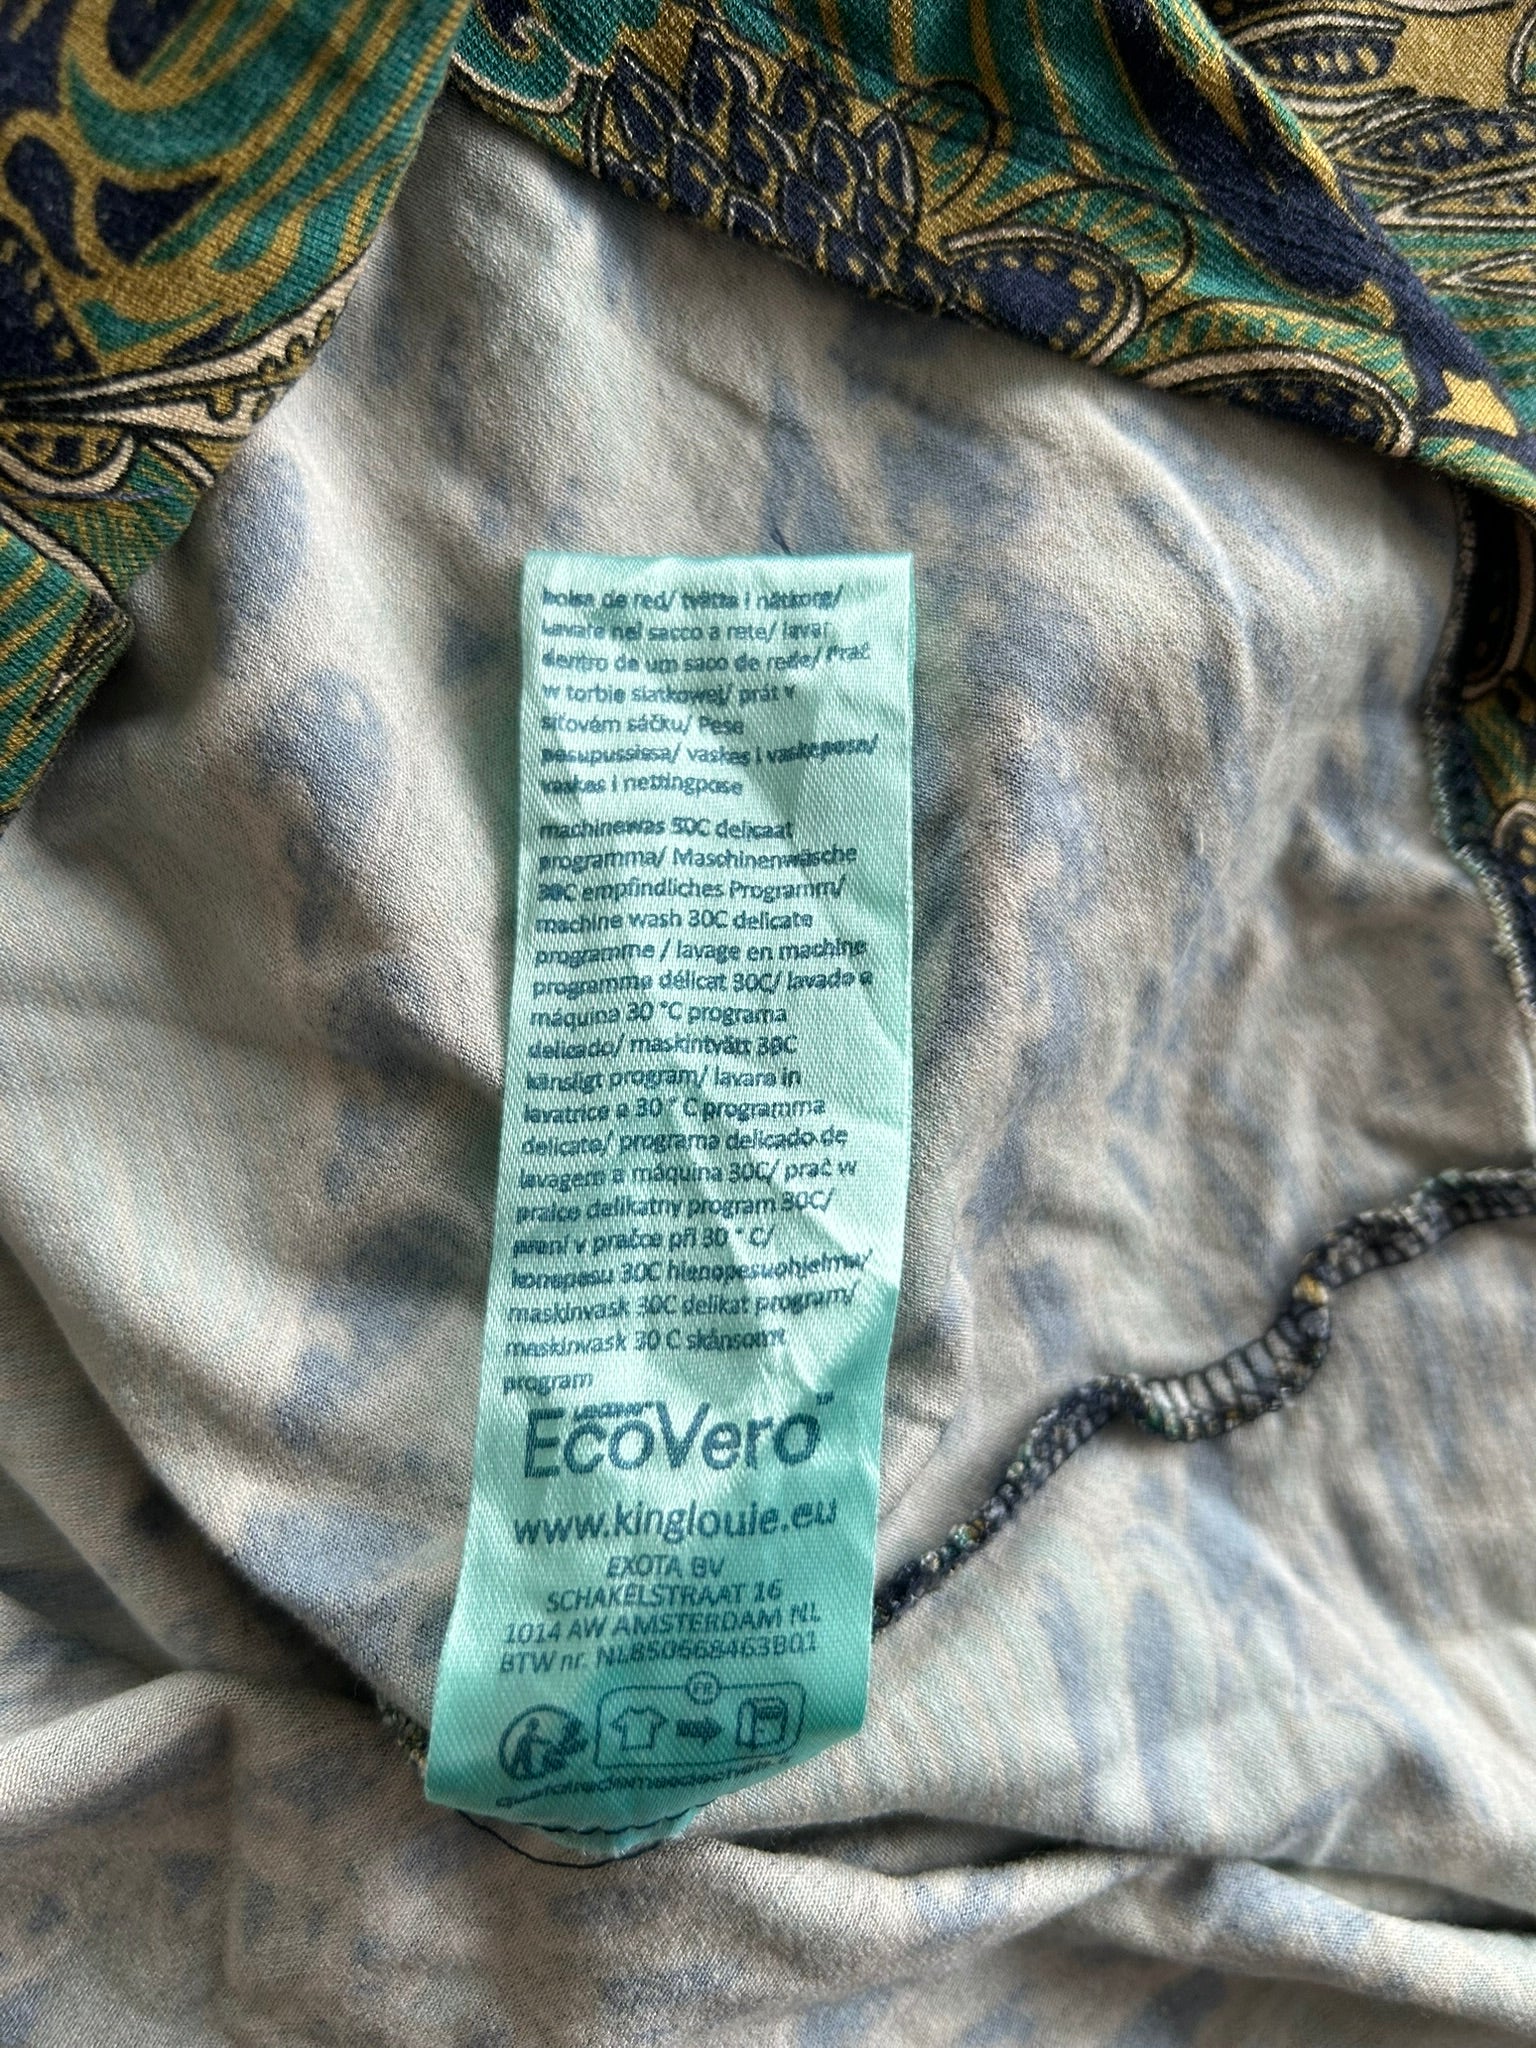 bolsa de red/ tvätta i nätkorg/
Lavare nel sacco a rete/ lavar
dentro de um saco de rede/ Prać
w torbie siatkowej/ prát v
síťovém sáčku/ Pese
pesupussissa/ vaskes i vaskepose/
vaskes i nettingpose
machinewas 30C delicaat
programma/ Maschinenwäsche
30C empfindliches Programm/
machine wash 30C delicate
programme / lavage en machine
programme délicat 30C/ lavado a
máquina 30 °C programa
delicado/ maskintvätt 30C
känsligt program/ lavara in
lavatrice a 30 ° C programma
delicato/ programa delicado de
lavagem a máquina 30C/ prać w
pralce delikatny program 30C/
praní v pračce při 30 ° C/
konepesu 30C hienopesuohjelma/
maskinvask 30C delikat program/
maskinvask 30 C skånsomt
program
EcoVero™
www.kinglouie.eu
EXOTA BV
SCHAKELSTRAAT 16
1014 AW AMSTERDAM NL
BTW nr. NL850668463B01
FR